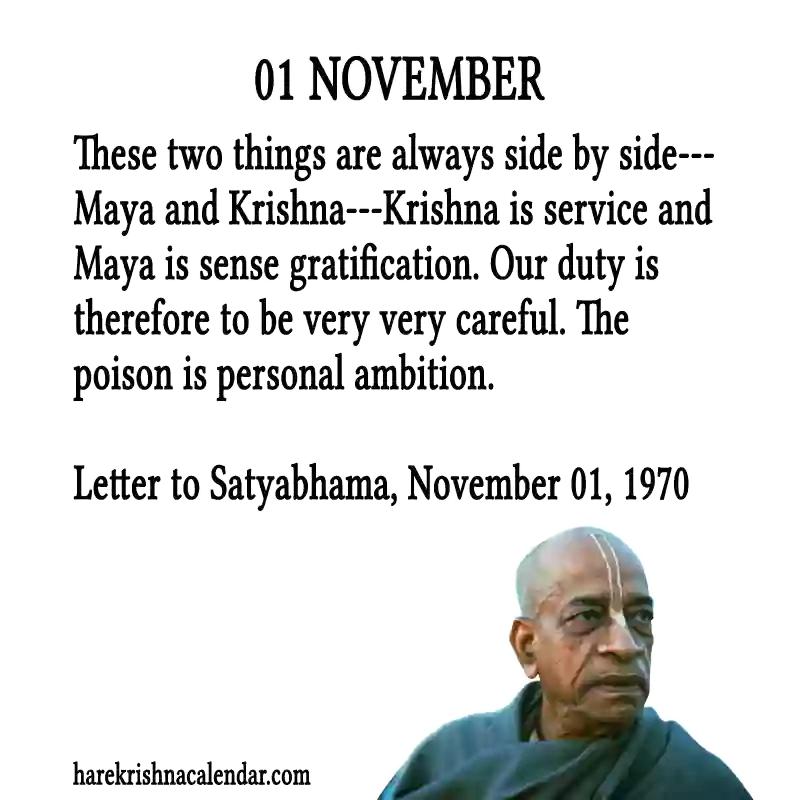 01 NOVEMBER
These two things are always side by side---
Maya and Krishna---Krishna is service and
Maya is sense gratification. Our duty is
therefore to be very very careful. The
poison is personal ambition.
Letter to Satyabhama, November 01, 1970
harekrishnacalendar.com